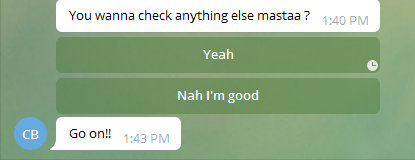 You wanna check anything else mastaa ?
1:40 PM
Yeah
Nah I'm good
CB
Go on!!
1:43 PM